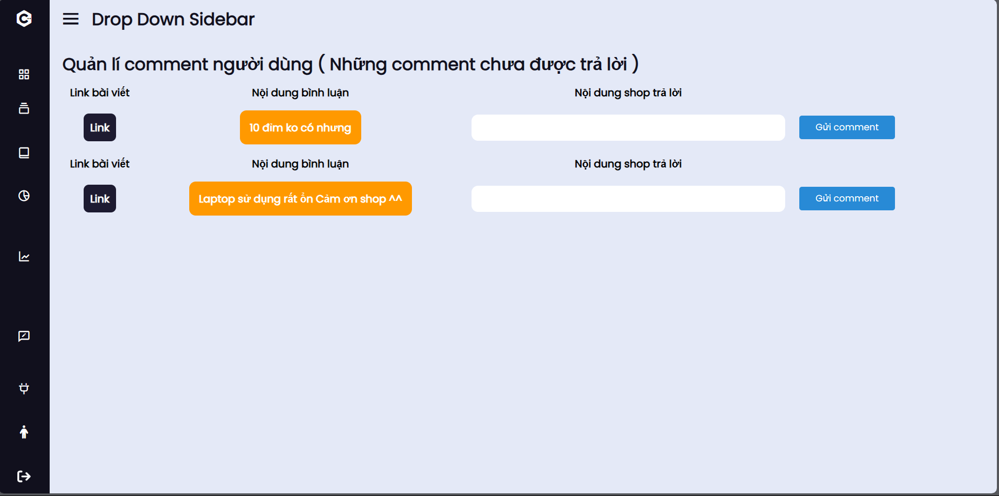 Drop Down Sidebar
Quản lí comment người dùng ( Những comment chưa được trả lời )
Link bài viết Nội dung bình luận Nội dung shop trả lời
Link 10 đỉm ko có nhưng Gửi comment
Link bài viết Nội dung bình luận Nội dung shop trả lời
Link Laptop sử dụng rất ổn Cảm ơn shop ^^ Gửi comment